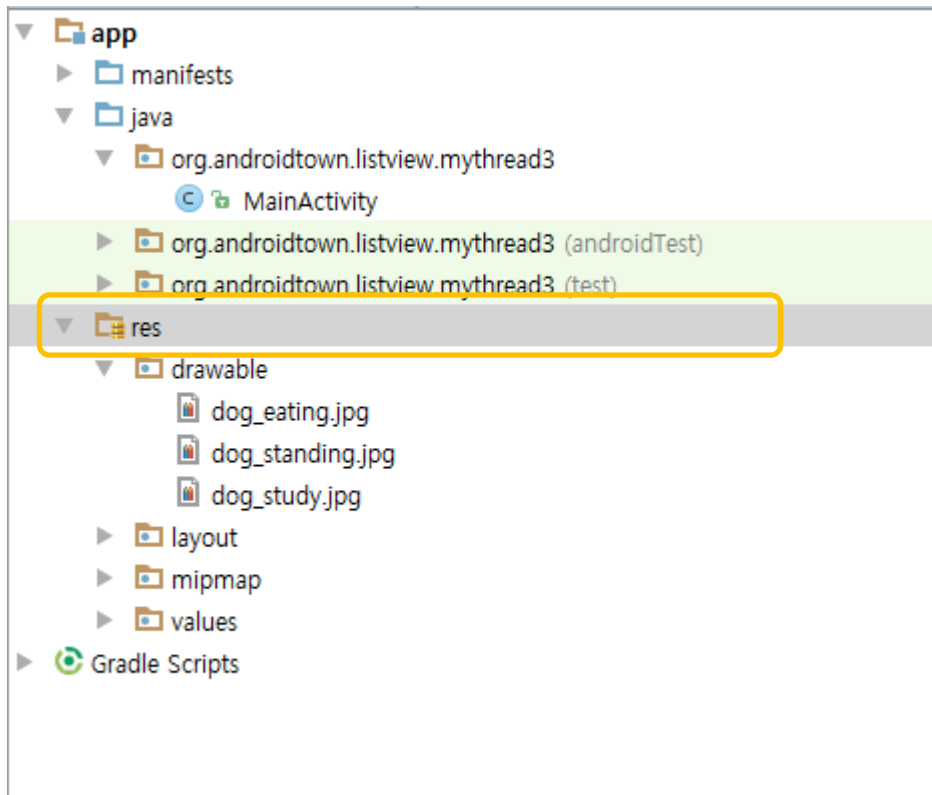 app
manifests
java
org.androidtown.listview.mythread3
MainActivity
org.androidtown.listview.mythread3 (androidTest)
org.androidtown.listview.mythread3 (test)
res
drawable
dog_eating.jpg
dog_standing.jpg
dog_study.jpg
layout
mipmap
values
Gradle Scripts